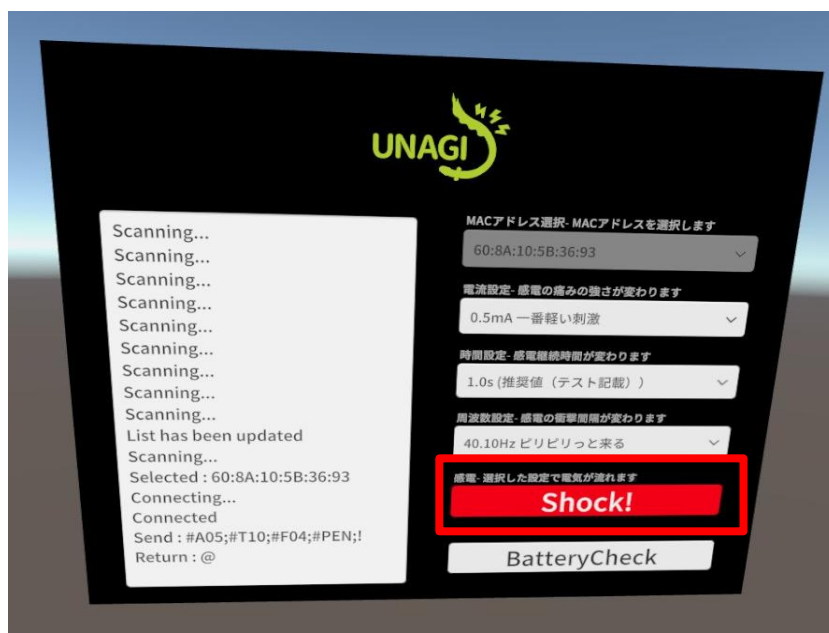 UNAGI
Scanning...
Scanning...
Scanning...
Scanning...
Scanning...
Scanning...
Scanning...
Scanning...
Scanning...
List has been updated
Scanning...
Selected : 60:8A:10:5B:36:93
Connecting...
Connected
Send : #A05;#T10;#F04;#PEN;!
Return : @
MACアドレス選択- MACアドレスを選択します
60:8A:10:5B:36:93
電流設定- 感電の痛みの強さが変わります
0.5mA 一番軽い刺激
時間設定- 感電継続時間が変わります
1.0s (推奨値（テスト記載））
周波数設定- 感電の衝撃間隔が変わります
40.10Hz ピリピリっと来る
感電- 選択した設定で電気が流れます
Shock!
BatteryCheck